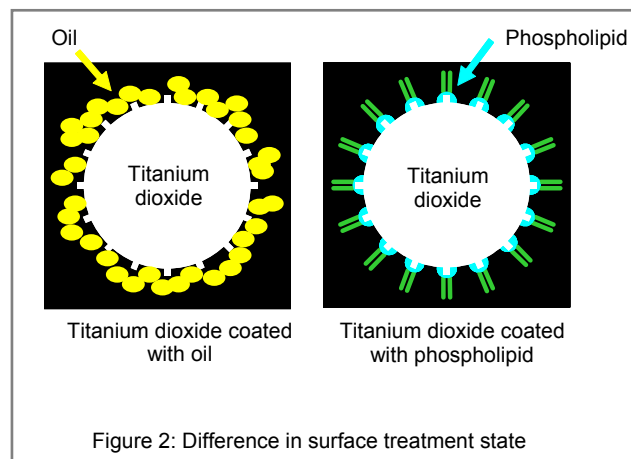 Oil
Phospholipid
Titanium
dioxide
Titanium
dioxide
Titanium dioxide coated
with oil
Titanium dioxide coated
with phospholipid
Figure 2: Difference in surface treatment state